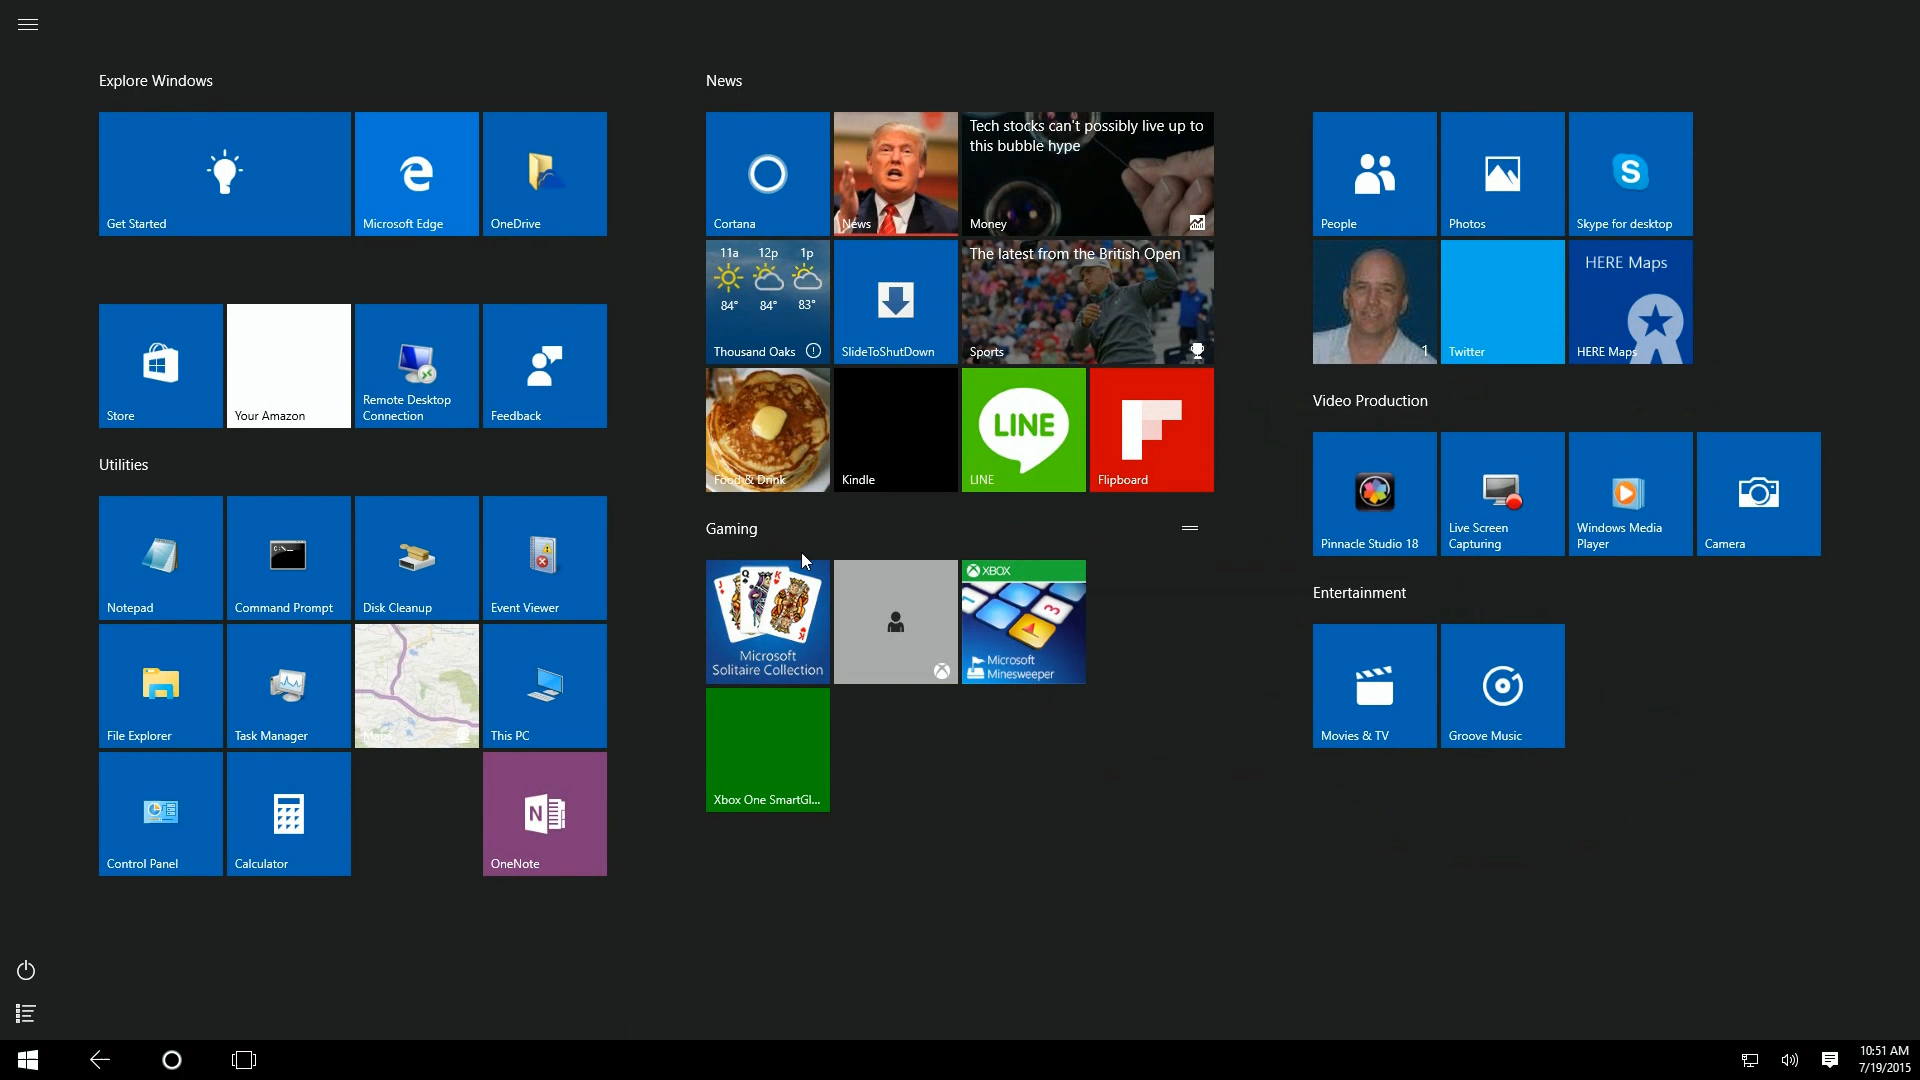 Explore Windows
Get Started
Microsoft Edge
OneDrive
Store
Your Amazon
Remote Desktop
Connection
Feedback
Utilities
Notepad
Command Prompt
Disk Cleanup
Event Viewer
File Explorer
Task Manager
Maps
This PC
Control Panel
Calculator
N
OneNote
News
Cortana
News
Tech stocks can't possibly live up to
this bubble hype
Money
11a 12p 1p
84° 84° 83°
Thousand Oaks
SlideToShutDown
The latest from the British Open
Sports
Food & Drink
Kindle
LINE
LINE
Flipboard
Gaming
J Q K
K
Microsoft
Solitaire Collection
XBOX
3
Microsoft
Minesweeper
Xbox One SmartGl...
People
Photos
S
Skype for desktop
1
Twitter
HERE Maps
HERE Maps
Video Production
Pinnacle Studio 18
Live Screen
Capturing
Windows Media
Player
Camera
Entertainment
Movies & TV
Groove Music
10:51 AM
7/19/2015